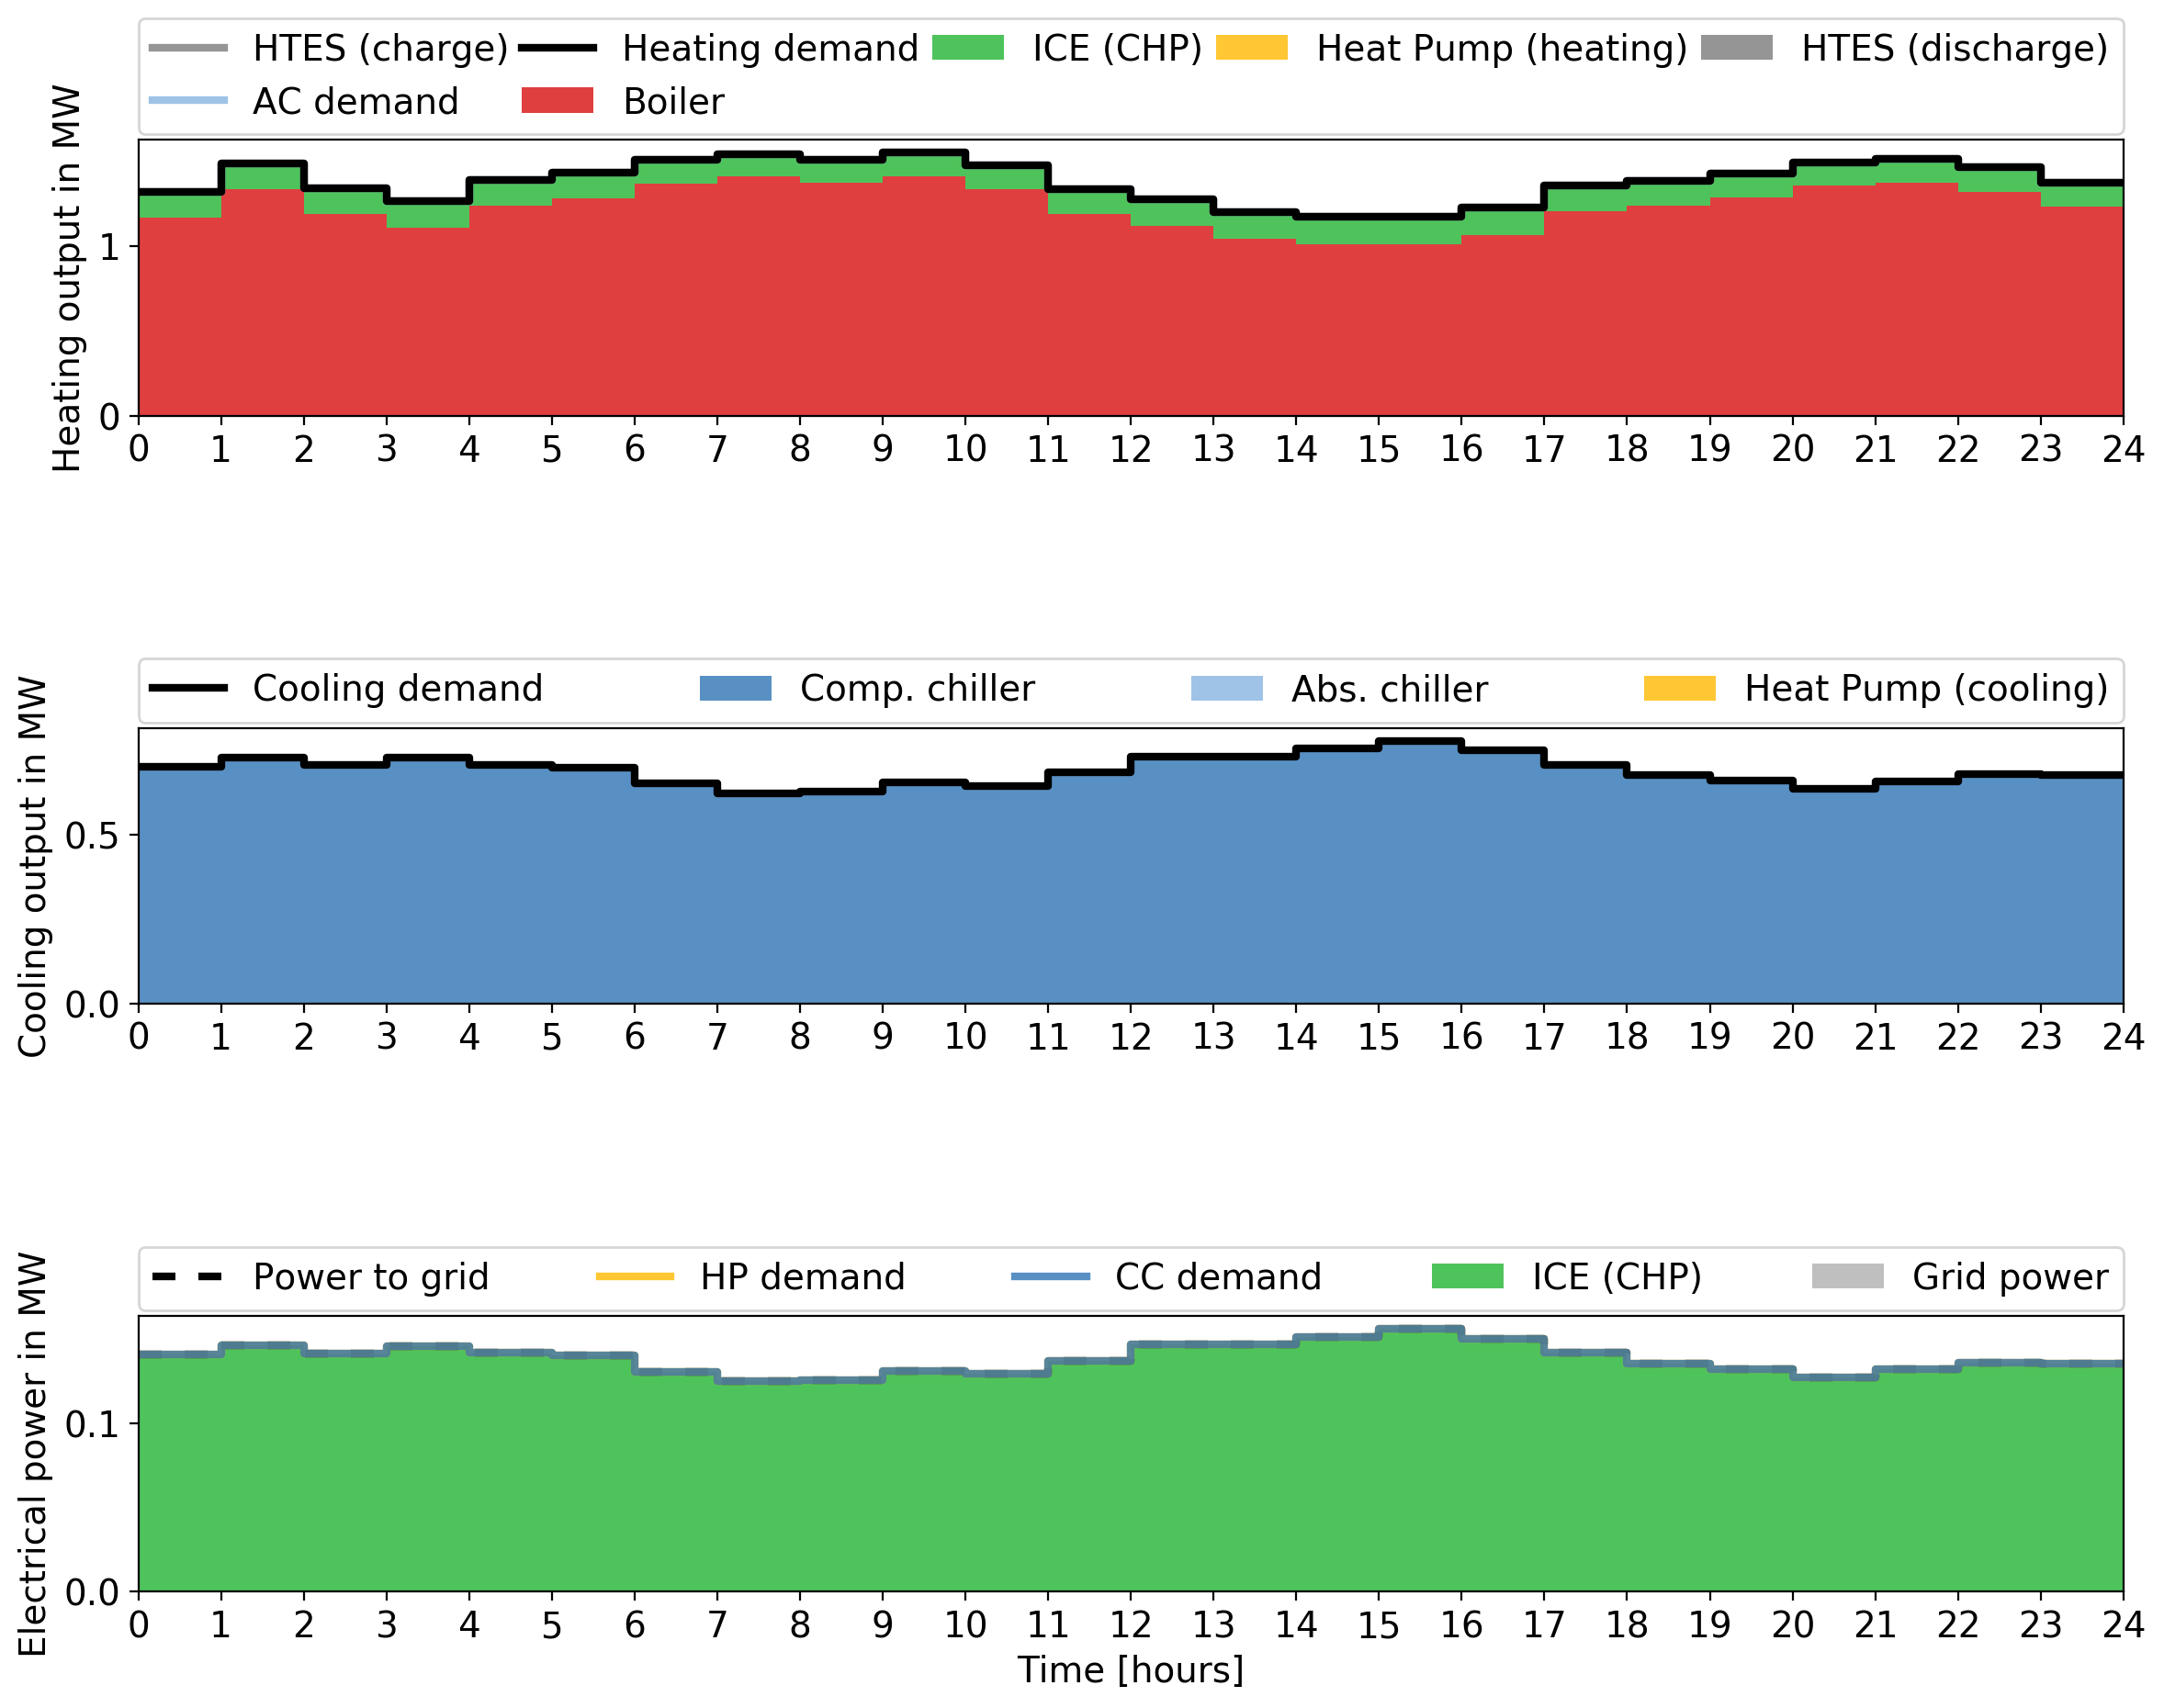 HTES (charge) Heating demand ICE (CHP) Heat Pump (heating) HTES (discharge)
AC demand Boiler
Heating output in MW
1
0
0 1 2 3 4 5 6 7 8 9 10 11 12 13 14 15 16 17 18 19 20 21 22 23 24
Cooling demand Comp. chiller Abs. chiller Heat Pump (cooling)
Cooling output in MW
0.5
0.0
0 1 2 3 4 5 6 7 8 9 10 11 12 13 14 15 16 17 18 19 20 21 22 23 24
Power to grid HP demand CC demand ICE (CHP) Grid power
Electrical power in MW
0.1
0.0
0 1 2 3 4 5 6 7 8 9 10 11 12 13 14 15 16 17 18 19 20 21 22 23 24
Time [hours]